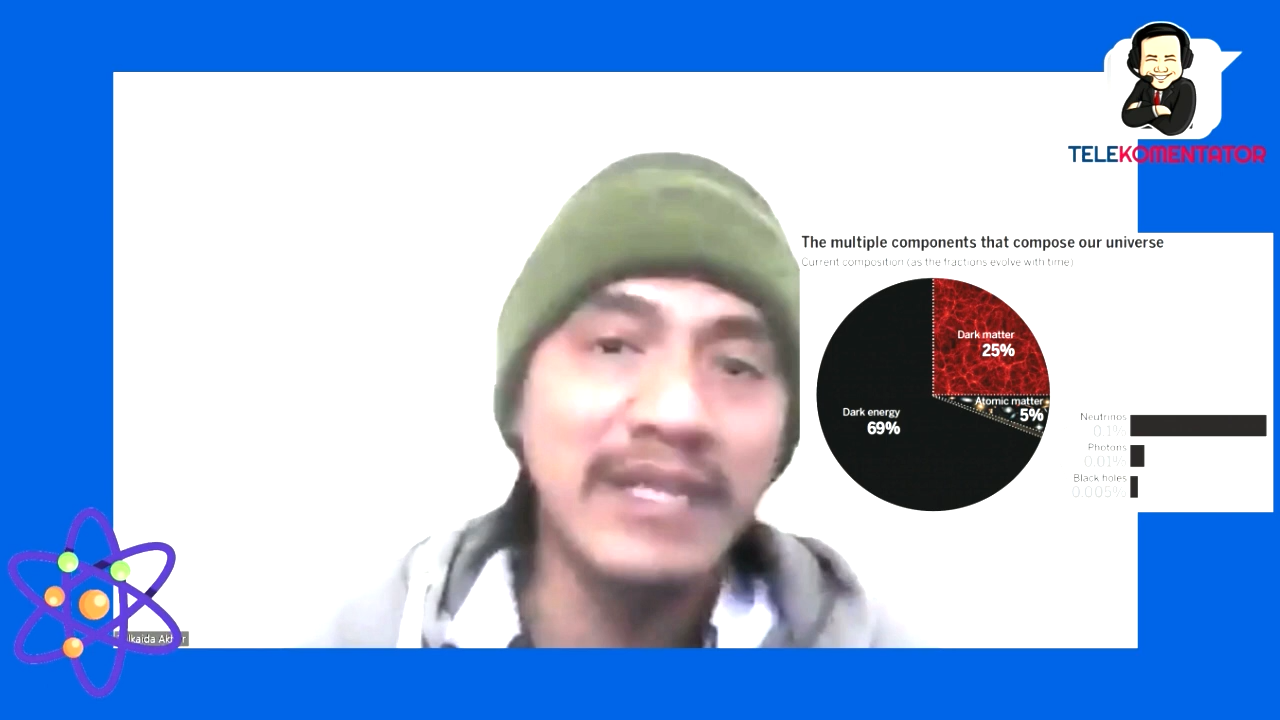 TELEKOMENTATOR
The multiple components that compose our universe
Current composition (as the fractions evolve with time)
Dark matter
25%
Atomic matter
5%
Dark energy
69%
Neutrinos
0.1%
Photons
0.01%
Black holes
0.005%